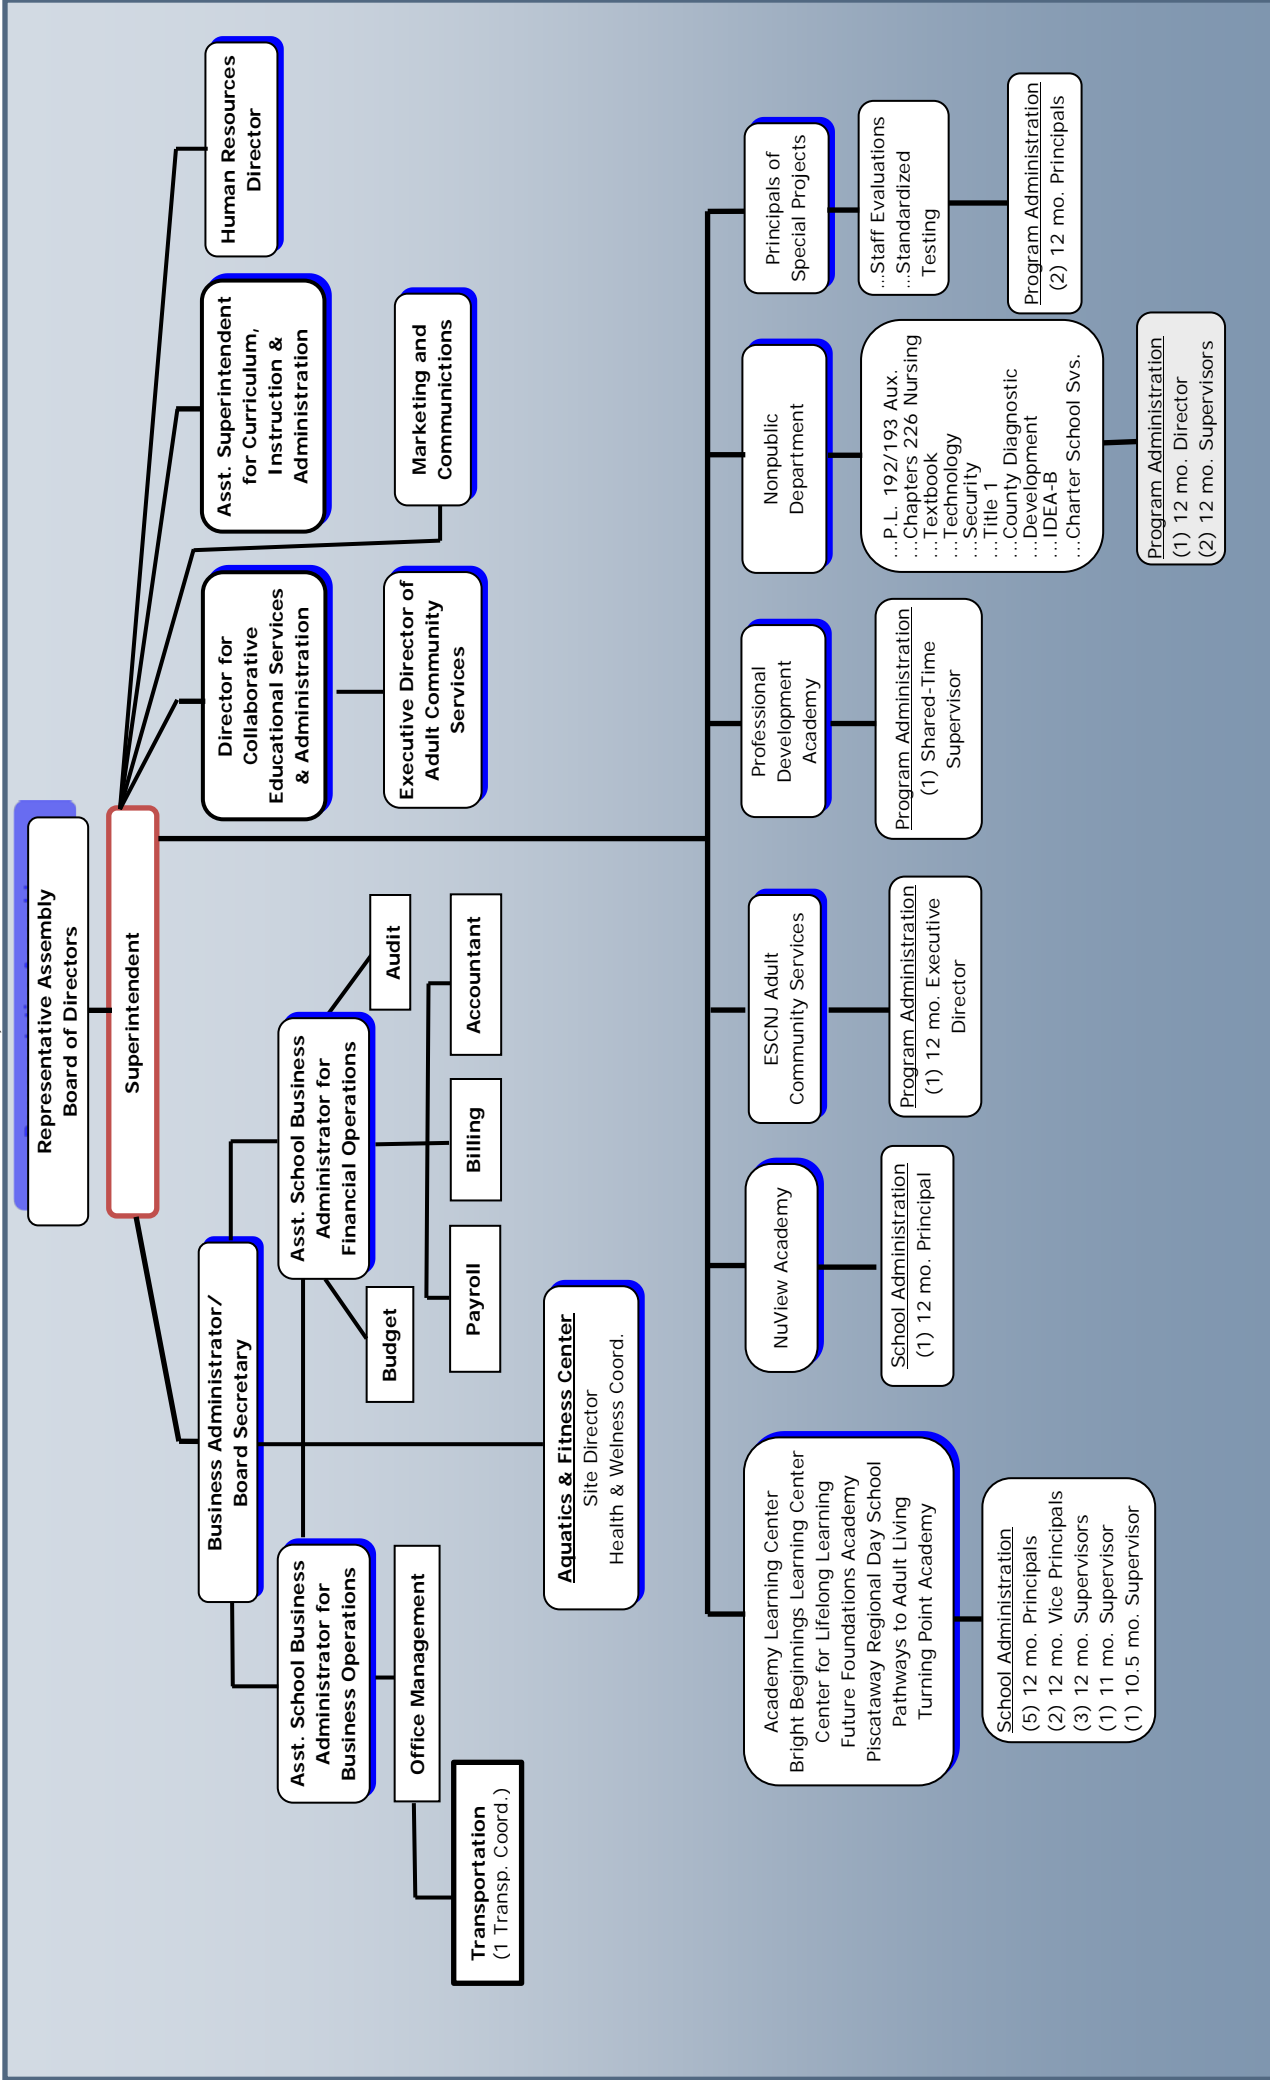 Representative Assembly
Board of Directors
Superintendent
Business Administrator/
Board Secretary
Director for
Collaborative
Educational Services
& Administration
Asst. Superintendent
for Curriculum,
Instruction &
Administration
Human Resources
Director
Asst. School Business
Administrator for
Business Operations
Asst. School Business
Administrator for
Financial Operations
Executive Director of
Adult Community
Services
Marketing and
Communictions
Office Management
Budget
Audit
Transportation
(1 Transp. Coord.)
Payroll
Billing
Accountant
Aquatics & Fitness Center
Site Director
Health & Welness Coord.
Academy Learning Center
Bright Beginnings Learning Center
Center for Lifelong Learning
Future Foundations Academy
Piscataway Regional Day School
Pathways to Adult Living
Turning Point Academy
School Administration
(5) 12 mo. Principals
(2) 12 mo. Vice Principals
(3) 12 mo. Supervisors
(1) 11 mo. Supervisor
(1) 10.5 mo. Supervisor
NuView Academy
School Administration
(1) 12 mo. Principal
ESCNJ Adult
Community Services
Program Administration
(1) 12 mo. Executive
Director
Professional
Development
Academy
Program Administration
(1) Shared-Time
Supervisor
Nonpublic
Department
...P.L. 192/193 Aux.
...Chapters 226 Nursing
...Textbook
...Technology
...Security
...Title 1
...County Diagnostic
...Development
...IDEA-B
...Charter School Svs.
Program Administration
(1) 12 mo. Director
(2) 12 mo. Supervisors
Principals of
Special Projects
...Staff Evaluations
...Standardized
Testing
Program Administration
(2) 12 mo. Principals